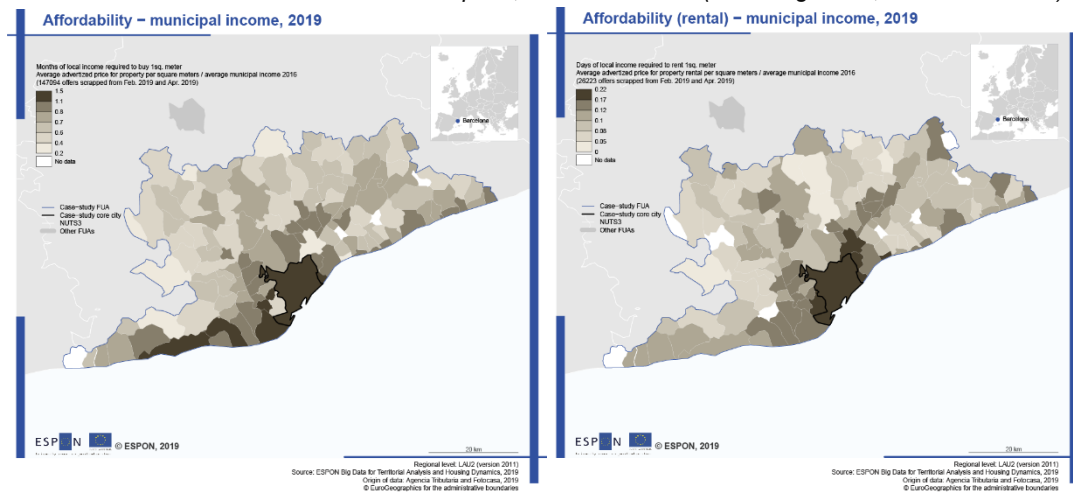 Affordability – municipal income, 2019
Months of local income required to buy 1sq. meter
Average advertized price for property per square meters / average municipal income 2016
(147094 offers scrapped from Feb. 2019 and Apr. 2019)
1.5
1.1
0.8
0.7
0.6
0.4
0.2
No data
Case–study FUA
Case–study core city
NUTS3
Other FUAs
Barcelona
ESPON © ESPON, 2019
20 km
Regional level: LAU2 (version 2011)
Source: ESPON Big Data for Territorial Analysis and Housing Dynamics, 2019
Origin of data: Agencia Tributaria and Fotocasa, 2019
© EuroGeographics for the administrative boundaries
Affordability (rental) – municipal income, 2019
Days of local income required to rent 1sq. meter
Average advertized price for property rental per square meters / average municipal income 2016
(26223 offers scrapped from Feb. 2019 and Apr. 2019)
0.22
0.17
0.12
0.1
0.08
0.05
0
No data
Case–study FUA
Case–study core city
NUTS3
Other FUAs
Barcelona
ESPON © ESPON, 2019
20 km
Regional level: LAU2 (version 2011)
Source: ESPON Big Data for Territorial Analysis and Housing Dynamics, 2019
Origin of data: Agencia Tributaria and Fotocasa, 2019
© EuroGeographics for the administrative boundaries